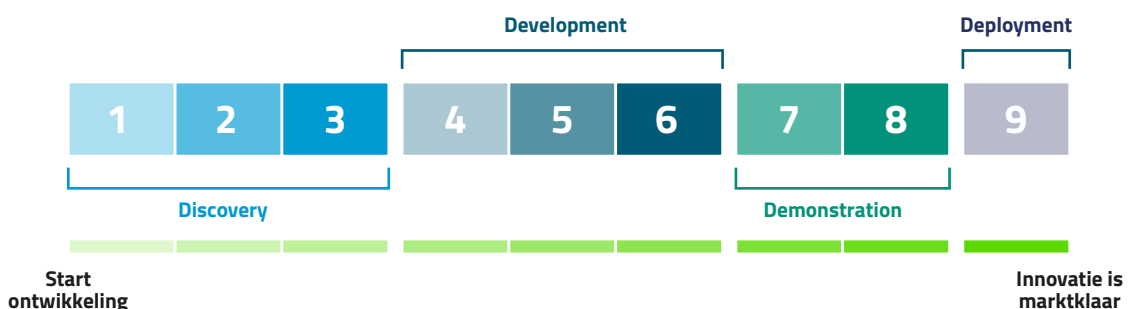 Development
Deployment
1 2 3 4 5 6 7 8 9
Discovery
Demonstration
Start
ontwikkeling
Innovatie is
marktklaar